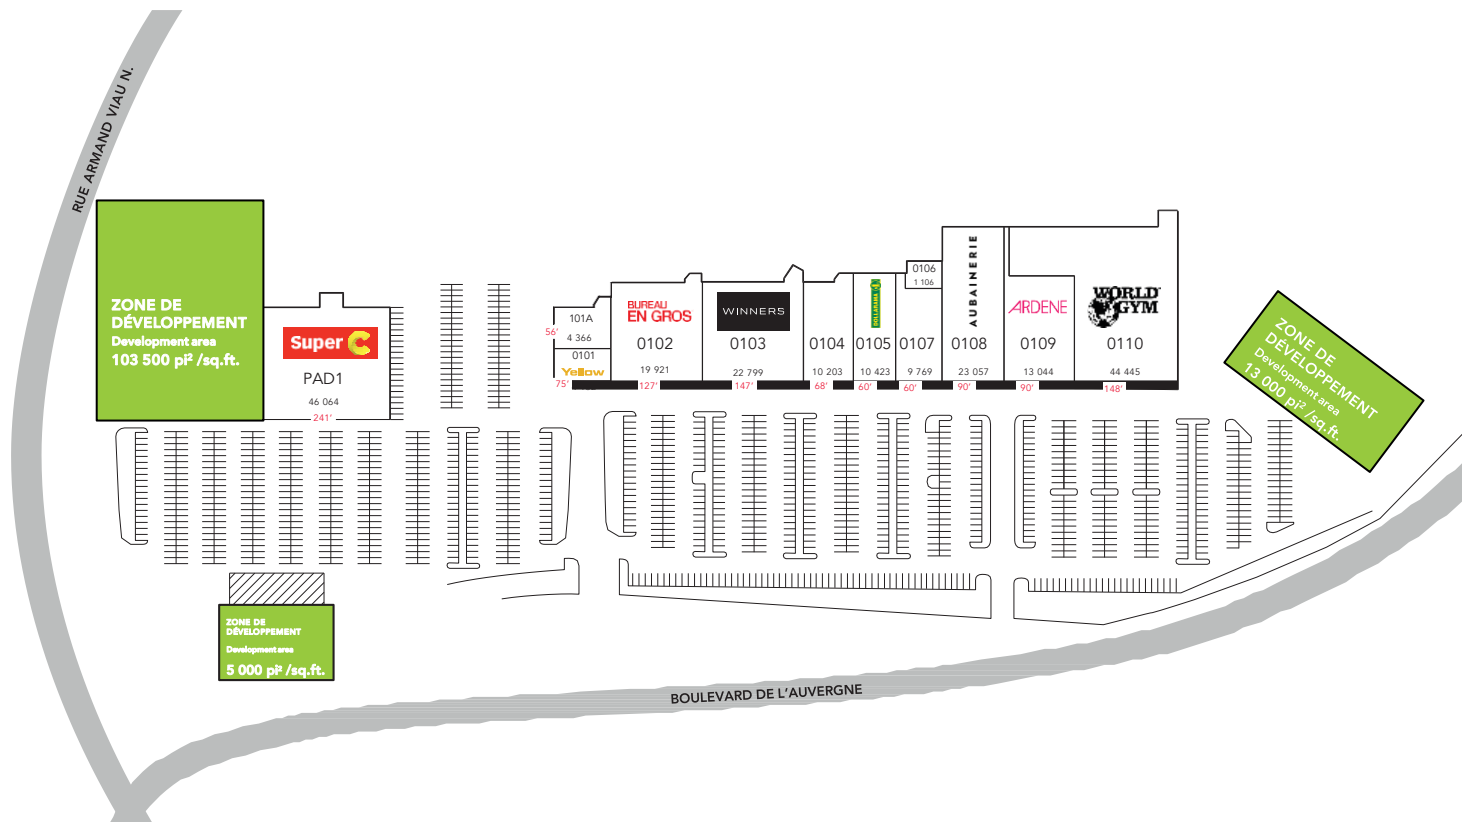 RUE ARMAND VIAU N.
ZONE DE
DÉVELOPPEMENT
Development area
103 500 pi² /sq.ft.
Super C
PAD1
46 064
241'
101A
4 366
56'
0101
Yellow
75'
BUREAU
EN GROS
0102
19 921
127'
WINNERS
0103
22 799
147'
0104
10 203
68'
DOLLARAMA
0105
10 423
60'
0106
1 106
0107
9 769
60'
AUBAINERIE
0108
23 057
90'
ARDENE
0109
13 044
90'
WORLD
GYM
0110
44 445
148'
ZONE DE
DÉVELOPPEMENT
Development area
13 000 pi² /sq.ft.
ZONE DE
DÉVELOPPEMENT
Development area
5 000 pi² /sq.ft.
BOULEVARD DE L'AUVERGNE